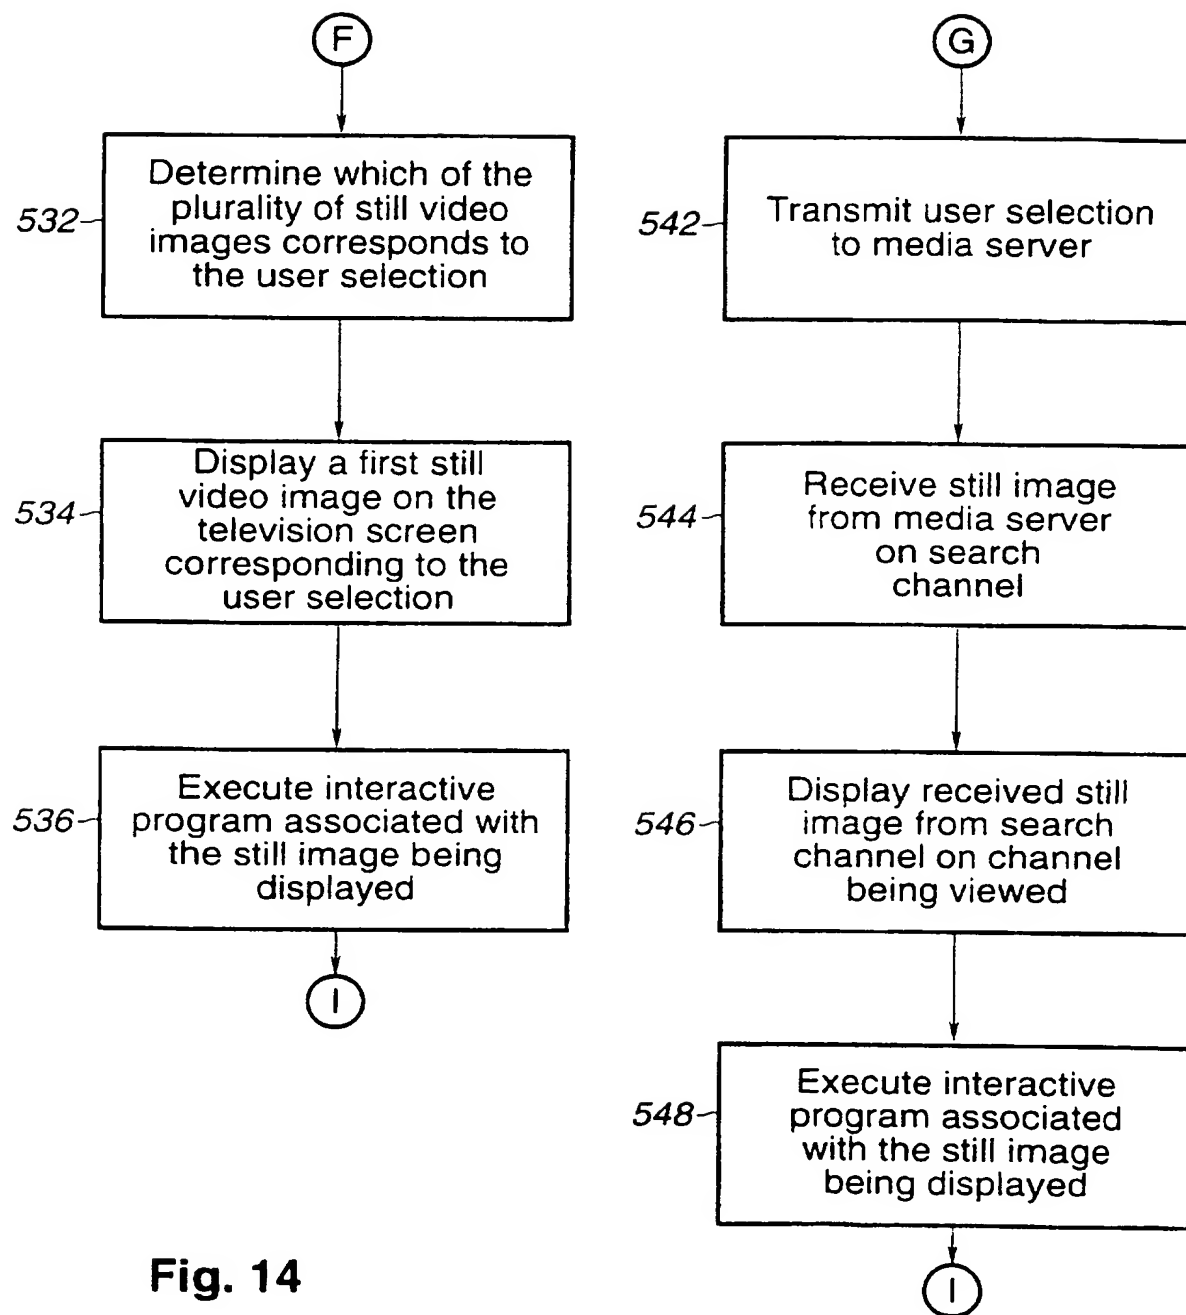 F
532
Determine which of the
plurality of still video
images corresponds to
the user selection
534
Display a first still
video image on the
television screen
corresponding to the
user selection
536
Execute interactive
program associated with
the still image being
displayed
I
G
542
Transmit user selection
to media server
544
Receive still image
from media server
on search
channel
546
Display received still
image from search
channel on channel
being viewed
548
Execute interactive
program associated
with the still image
being displayed
I
Fig. 14